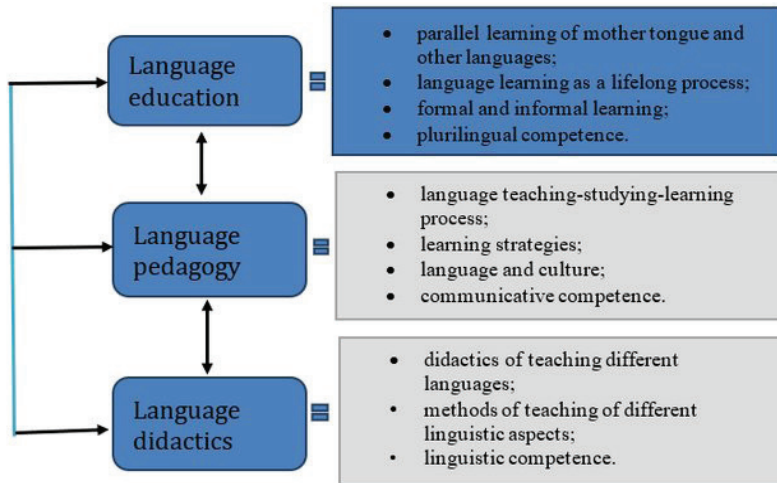 Language
education
• parallel learning of mother tongue and
other languages;
• language learning as a lifelong process;
• formal and informal learning;
• plurilingual competence.
Language
pedagogy
• language teaching-studying-learning
process;
• learning strategies;
• language and culture;
• communicative competence.
Language
didactics
• didactics of teaching different
languages;
• methods of teaching of different
linguistic aspects;
• linguistic competence.